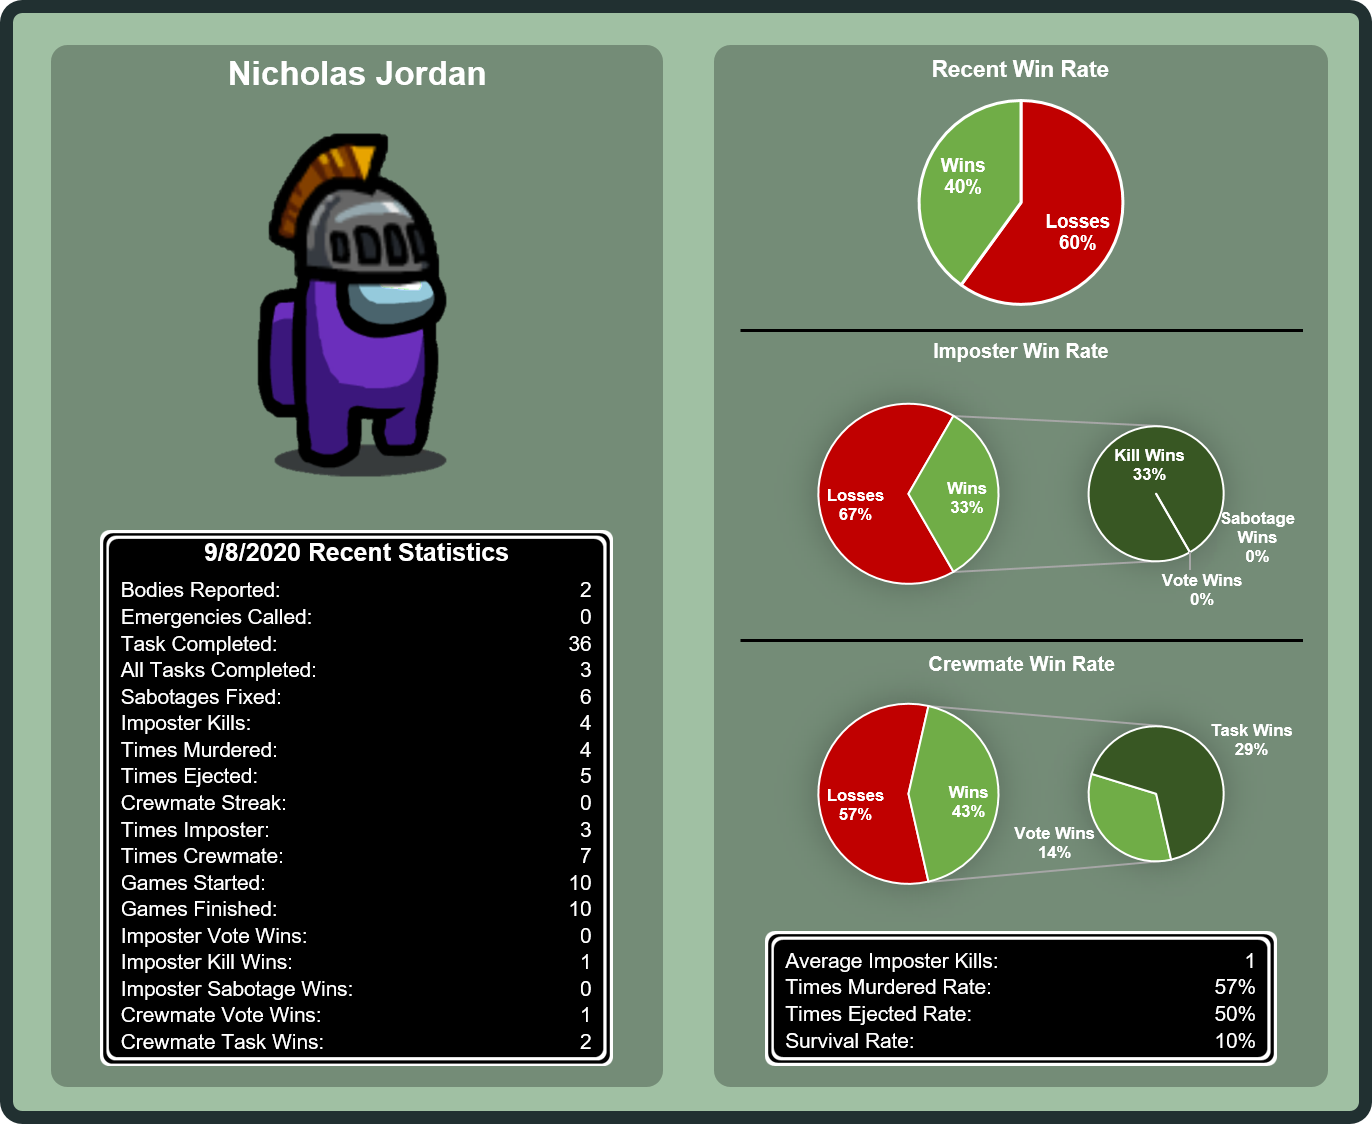 Nicholas Jordan
9/8/2020 Recent Statistics
Bodies Reported: 2
Emergencies Called: 0
Task Completed: 36
All Tasks Completed: 3
Sabotages Fixed: 6
Imposter Kills: 4
Times Murdered: 4
Times Ejected: 5
Crewmate Streak: 0
Times Imposter: 3
Times Crewmate: 7
Games Started: 10
Games Finished: 10
Imposter Vote Wins: 0
Imposter Kill Wins: 1
Imposter Sabotage Wins: 0
Crewmate Vote Wins: 1
Crewmate Task Wins: 2
Recent Win Rate
Wins
40%
Losses
60%
Imposter Win Rate
Losses
67%
Wins
33%
Kill Wins
33%
Sabotage
Wins
0%
Vote Wins
0%
Crewmate Win Rate
Losses
57%
Wins
43%
Task Wins
29%
Vote Wins
14%
Average Imposter Kills: 1
Times Murdered Rate: 57%
Times Ejected Rate: 50%
Survival Rate: 10%